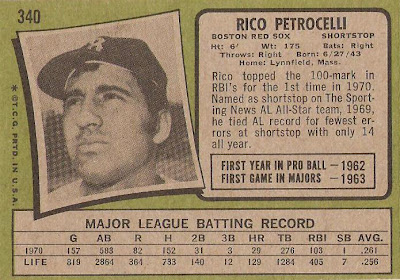 340
RICO PETROCELLI
BOSTON RED SOX SHORTSTOP
Ht: 6' Wt: 175 Bats: Right
Throws: Right Born: 6/27/43
Home: Lynnfield, Mass.
Rico topped the 100-mark in
RBI's for the 1st time in 1970.
Named as shortstop on The Sport-
ing News AL All-Star team, 1969,
he tied AL record for fewest
errors at shortstop with only 14
all year.
FIRST YEAR IN PRO BALL —1962
FIRST GAME IN MAJORS —1963
★ ©T.C.G. PRTD. IN U.S.A.
MAJOR LEAGUE BATTING RECORD
G AB R H 2B 3B HR TB RBI SB AVG.
1970 157 583 82 152 31 3 29 276 103 1 .261
LIFE 819 2864 364 733 140 12 129 1284 405 7 .256